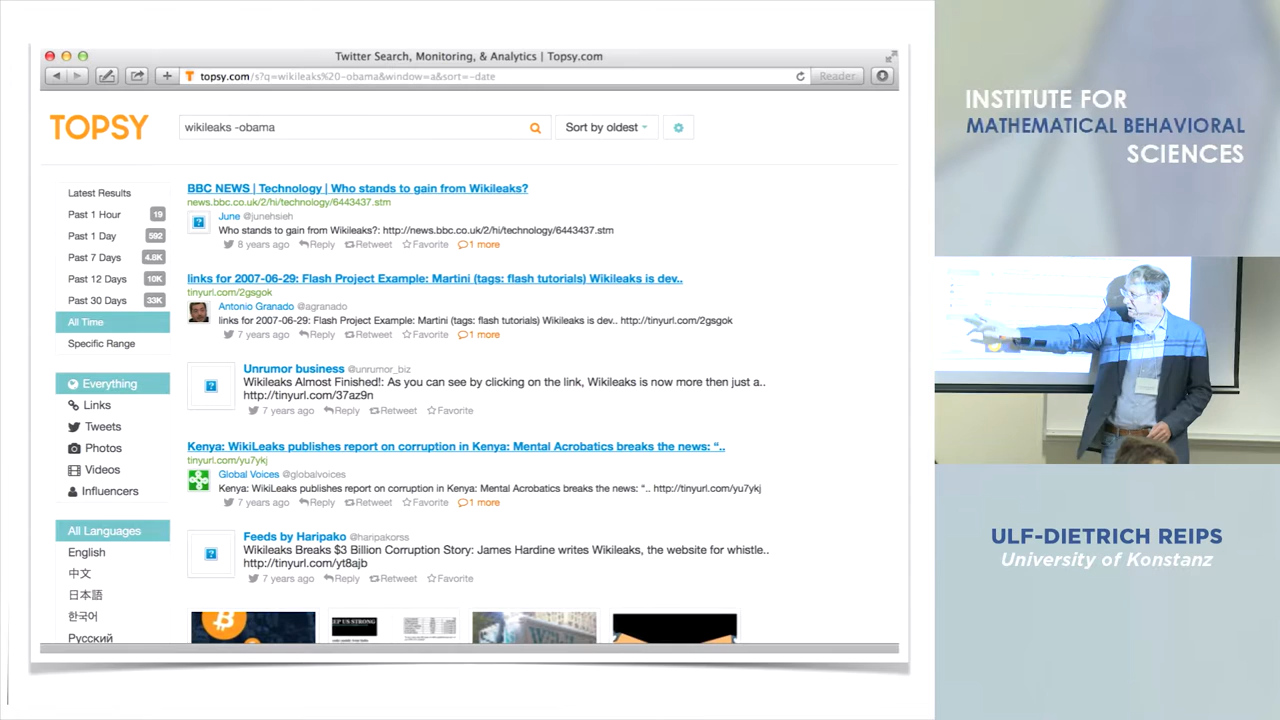 Twitter Search, Monitoring, & Analytics | Topsy.com
topsy.com/s?q=wikileaks%20-obama&window=a&sort=-date
Reader
TOPSY
wikileaks -obama
Sort by oldest
Latest Results
Past 1 Hour 19
Past 1 Day 592
Past 7 Days 4.8K
Past 12 Days 10K
Past 30 Days 33K
All Time
Specific Range
Everything
Links
Tweets
Photos
Videos
Influencers
All Languages
English
中文
日本語
한국어
Русский
BBC NEWS | Technology | Who stands to gain from Wikileaks?
news.bbc.co.uk/2/hi/technology/6443437.stm
June @junehsieh
Who stands to gain from Wikileaks?: http://news.bbc.co.uk/2/hi/technology/6443437.stm
8 years ago Reply Retweet Favorite 1 more
links for 2007-06-29: Flash Project Example: Martini (tags: flash tutorials) Wikileaks is dev..
tinyurl.com/2gsgok
Antonio Granado @agranado
links for 2007-06-29: Flash Project Example: Martini (tags: flash tutorials) Wikileaks is dev.. http://tinyurl.com/2gsgok
7 years ago Reply Retweet Favorite 1 more
Unrumor business @unrumor_biz
Wikileaks Almost Finished!: As you can see by clicking on the link, Wikileaks is now more then just a..
http://tinyurl.com/37az9n
7 years ago Reply Retweet Favorite
Kenya: WikiLeaks publishes report on corruption in Kenya: Mental Acrobatics breaks the news: “..
tinyurl.com/yu7ykj
Global Voices @globalvoices
Kenya: WikiLeaks publishes report on corruption in Kenya: Mental Acrobatics breaks the news: “.. http://tinyurl.com/yu7ykj
7 years ago Reply Retweet Favorite 1 more
Feeds by Haripako @haripakorss
Wikileaks Breaks $3 Billion Corruption Story: James Hardine writes Wikileaks, the website for whistle..
http://tinyurl.com/yt8ajb
7 years ago Reply Retweet Favorite
EP US STRONG
INSTITUTE FOR
MATHEMATICAL BEHAVIORAL
SCIENCES
ULF-DIETRICH REIPS
University of Konstanz